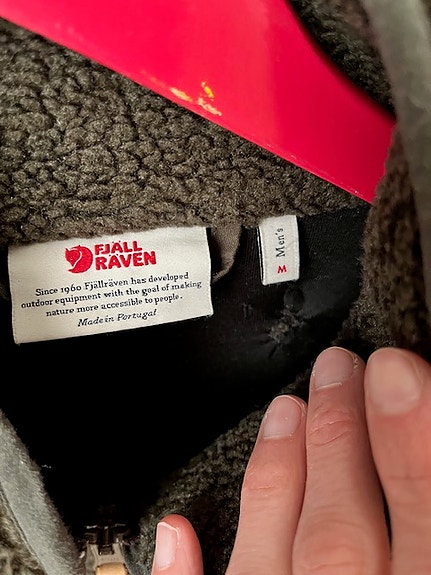 FJÄLL
RÄVEN
Since 1960 Fjällräven has developed
outdoor equipment with the goal of making
nature more accessible to people.
Made in Portugal
Men's
M